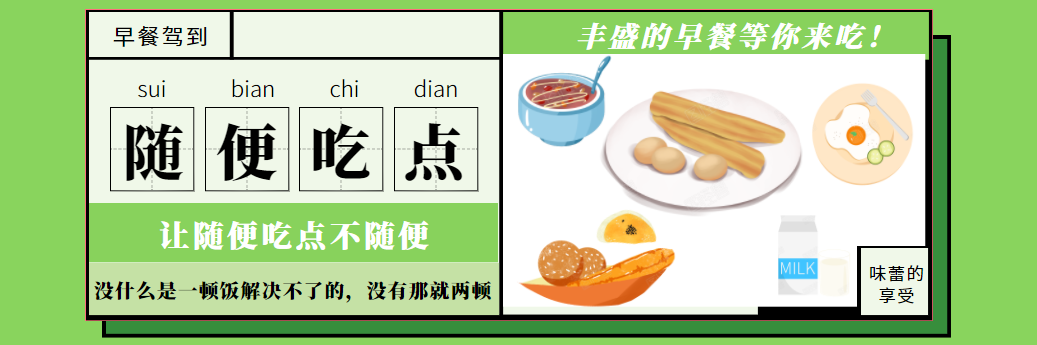 早餐驾到
sui bian chi dian
随便吃点
让随便吃点不随便
没什么是一顿饭解决不了的，没有那就两顿
丰盛的早餐等你来吃！
MILK
味蕾的
享受